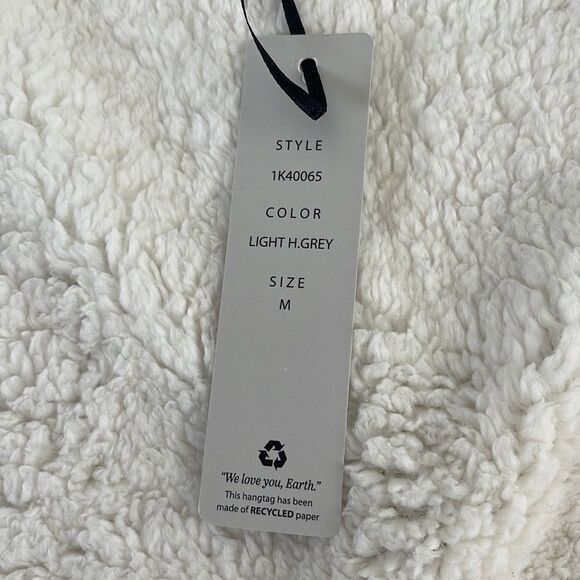 STYLE
1K40065
COLOR
LIGHT H.GREY
SIZE
M
“We love you, Earth.”
This hangtag has been
made of RECYCLED paper